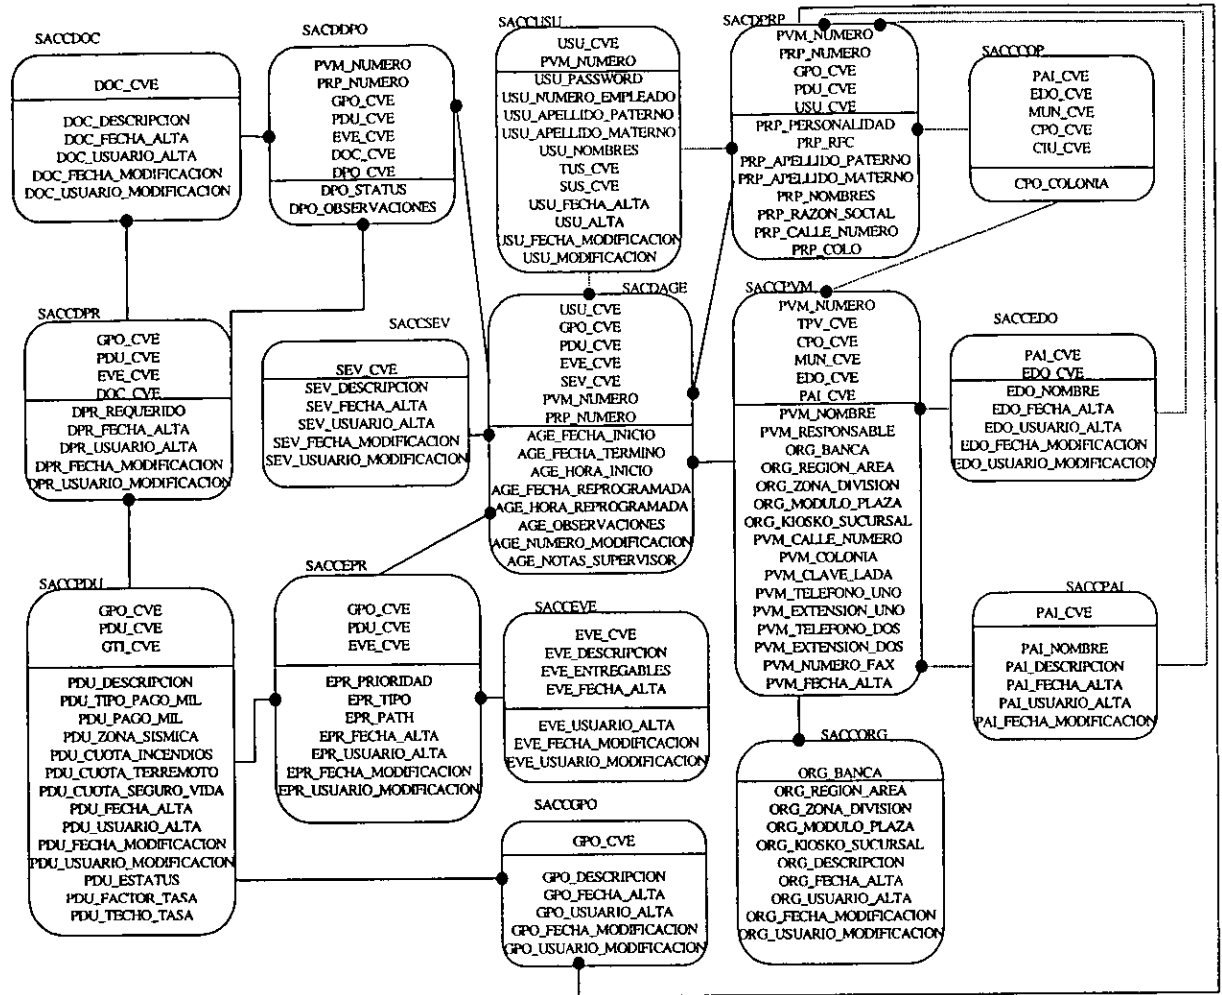 SACCDOC
DOC_CVE
DOC_DESCRIPCION
DOC_FECHA_ALTA
DOC_USUARIO_ALTA
DOC_FECHA_MODIFICACION
DOC_USUARIO_MODIFICACION
SACDDPO
PVM_NUMERO
PRP_NUMERO
GPO_CVE
PDU_CVE
EVE_CVE
DOC_CVE
DPO_CVE
DPO_STATUS
DPO_OBSERVACIONES
SACCUSU
USU_CVE
PVM_NUMERO
USU_PASSWORD
USU_NUMERO_EMPLEADO
USU_APELLIDO_PATERNO
USU_APELLIDO_MATERNO
USU_NOMBRES
TUS_CVE
SUS_CVE
USU_FECHA_ALTA
USU_ALTA
USU_FECHA_MODIFICACION
USU_MODIFICACION
SACDPRP
PVM_NUMERO
PRP_NUMERO
GPO_CVE
PDU_CVE
USU_CVE
PRP_PERSONALIDAD
PRP_RFC
PRP_APELLIDO_PATERNO
PRP_APELLIDO_MATERNO
PRP_NOMBRES
PRP_RAZON_SOCIAL
PRP_CALLE_NUMERO
PRP_COLO
SACCCOP
PAI_CVE
EDO_CVE
MUN_CVE
CPO_CVE
CIU_CVE
CPO_COLONIA
SACCDPR
GPO_CVE
PDU_CVE
EVE_CVE
DOC_CVE
DPR_REQUERIDO
DPR_FECHA_ALTA
DPR_USUARIO_ALTA
DPR_FECHA_MODIFICACION
DPR_USUARIO_MODIFICACION
SACCSEV
SEV_CVE
SEV_DESCRIPCION
SEV_FECHA_ALTA
SEV_USUARIO_ALTA
SEV_FECHA_MODIFICACION
SEV_USUARIO_MODIFICACION
SACDAGE
USU_CVE
GPO_CVE
PDU_CVE
EVE_CVE
SEV_CVE
PVM_NUMERO
PRP_NUMERO
AGE_FECHA_INICIO
AGE_FECHA_TERMINO
AGE_HORA_INICIO
AGE_FECHA_REPROGRAMADA
AGE_HORA_REPROGRAMADA
AGE_OBSERVACIONES
AGE_NUMERO_MODIFICACION
AGE_NOTAS_SUPERVISOR
SACCPVM
PVM_NUMERO
TPV_CVE
CPO_CVE
MUN_CVE
EDO_CVE
PAI_CVE
PVM_NOMBRE
PVM_RESPONSABLE
ORG_BANCA
ORG_REGION_AREA
ORG_ZONA_DIVISION
ORG_MODULO_PLAZA
ORG_KIOSKO_SUCURSAL
PVM_CALLE_NUMERO
PVM_COLONIA
PVM_CLAVE_LADA
PVM_TELEFONO_UNO
PVM_EXTENSION_UNO
PVM_TELEFONO_DOS
PVM_EXTENSION_DOS
PVM_NUMERO_FAX
PVM_FECHA_ALTA
SACCEDO
PAI_CVE
EDO_CVE
EDO_NOMBRE
EDO_FECHA_ALTA
EDO_USUARIO_ALTA
EDO_FECHA_MODIFICACION
EDO_USUARIO_MODIFICACION
SACCPDU
GPO_CVE
PDU_CVE
GTI_CVE
PDU_DESCRIPCION
PDU_TIPO_PAGO_MIL
PDU_PAGO_MIL
PDU_ZONA_SISMICA
PDU_CUOTA_INCENDIOS
PDU_CUOTA_TERREMOTO
PDU_CUOTA_SEGURO_VIDA
PDU_FECHA_ALTA
PDU_USUARIO_ALTA
PDU_FECHA_MODIFICACION
PDU_USUARIO_MODIFICACION
PDU_ESTATUS
PDU_FACTOR_TASA
PDU_TECHO_TASA
SACCEPR
GPO_CVE
PDU_CVE
EVE_CVE
EPR_PRIORIDAD
EPR_TIPO
EPR_PATH
EPR_FECHA_ALTA
EPR_USUARIO_ALTA
EPR_FECHA_MODIFICACION
EPR_USUARIO_MODIFICACION
SACCEVE
EVE_CVE
EVE_DESCRIPCION
EVE_ENTREGABLES
EVE_FECHA_ALTA
EVE_USUARIO_ALTA
EVE_FECHA_MODIFICACION
EVE_USUARIO_MODIFICACION
SACCPAI
PAI_CVE
PAI_NOMBRE
PAI_DESCRIPCION
PAI_FECHA_ALTA
PAI_USUARIO_ALTA
PAI_FECHA_MODIFICACION
SACCGPO
GPO_CVE
GPO_DESCRIPCION
GPO_FECHA_ALTA
GPO_USUARIO_ALTA
GPO_FECHA_MODIFICACION
GPO_USUARIO_MODIFICACION
SACCORG
ORG_BANCA
ORG_REGION_AREA
ORG_ZONA_DIVISION
ORG_MODULO_PLAZA
ORG_KIOSKO_SUCURSAL
ORG_DESCRIPCION
ORG_FECHA_ALTA
ORG_USUARIO_ALTA
ORG_FECHA_MODIFICACION
ORG_USUARIO_MODIFICACION